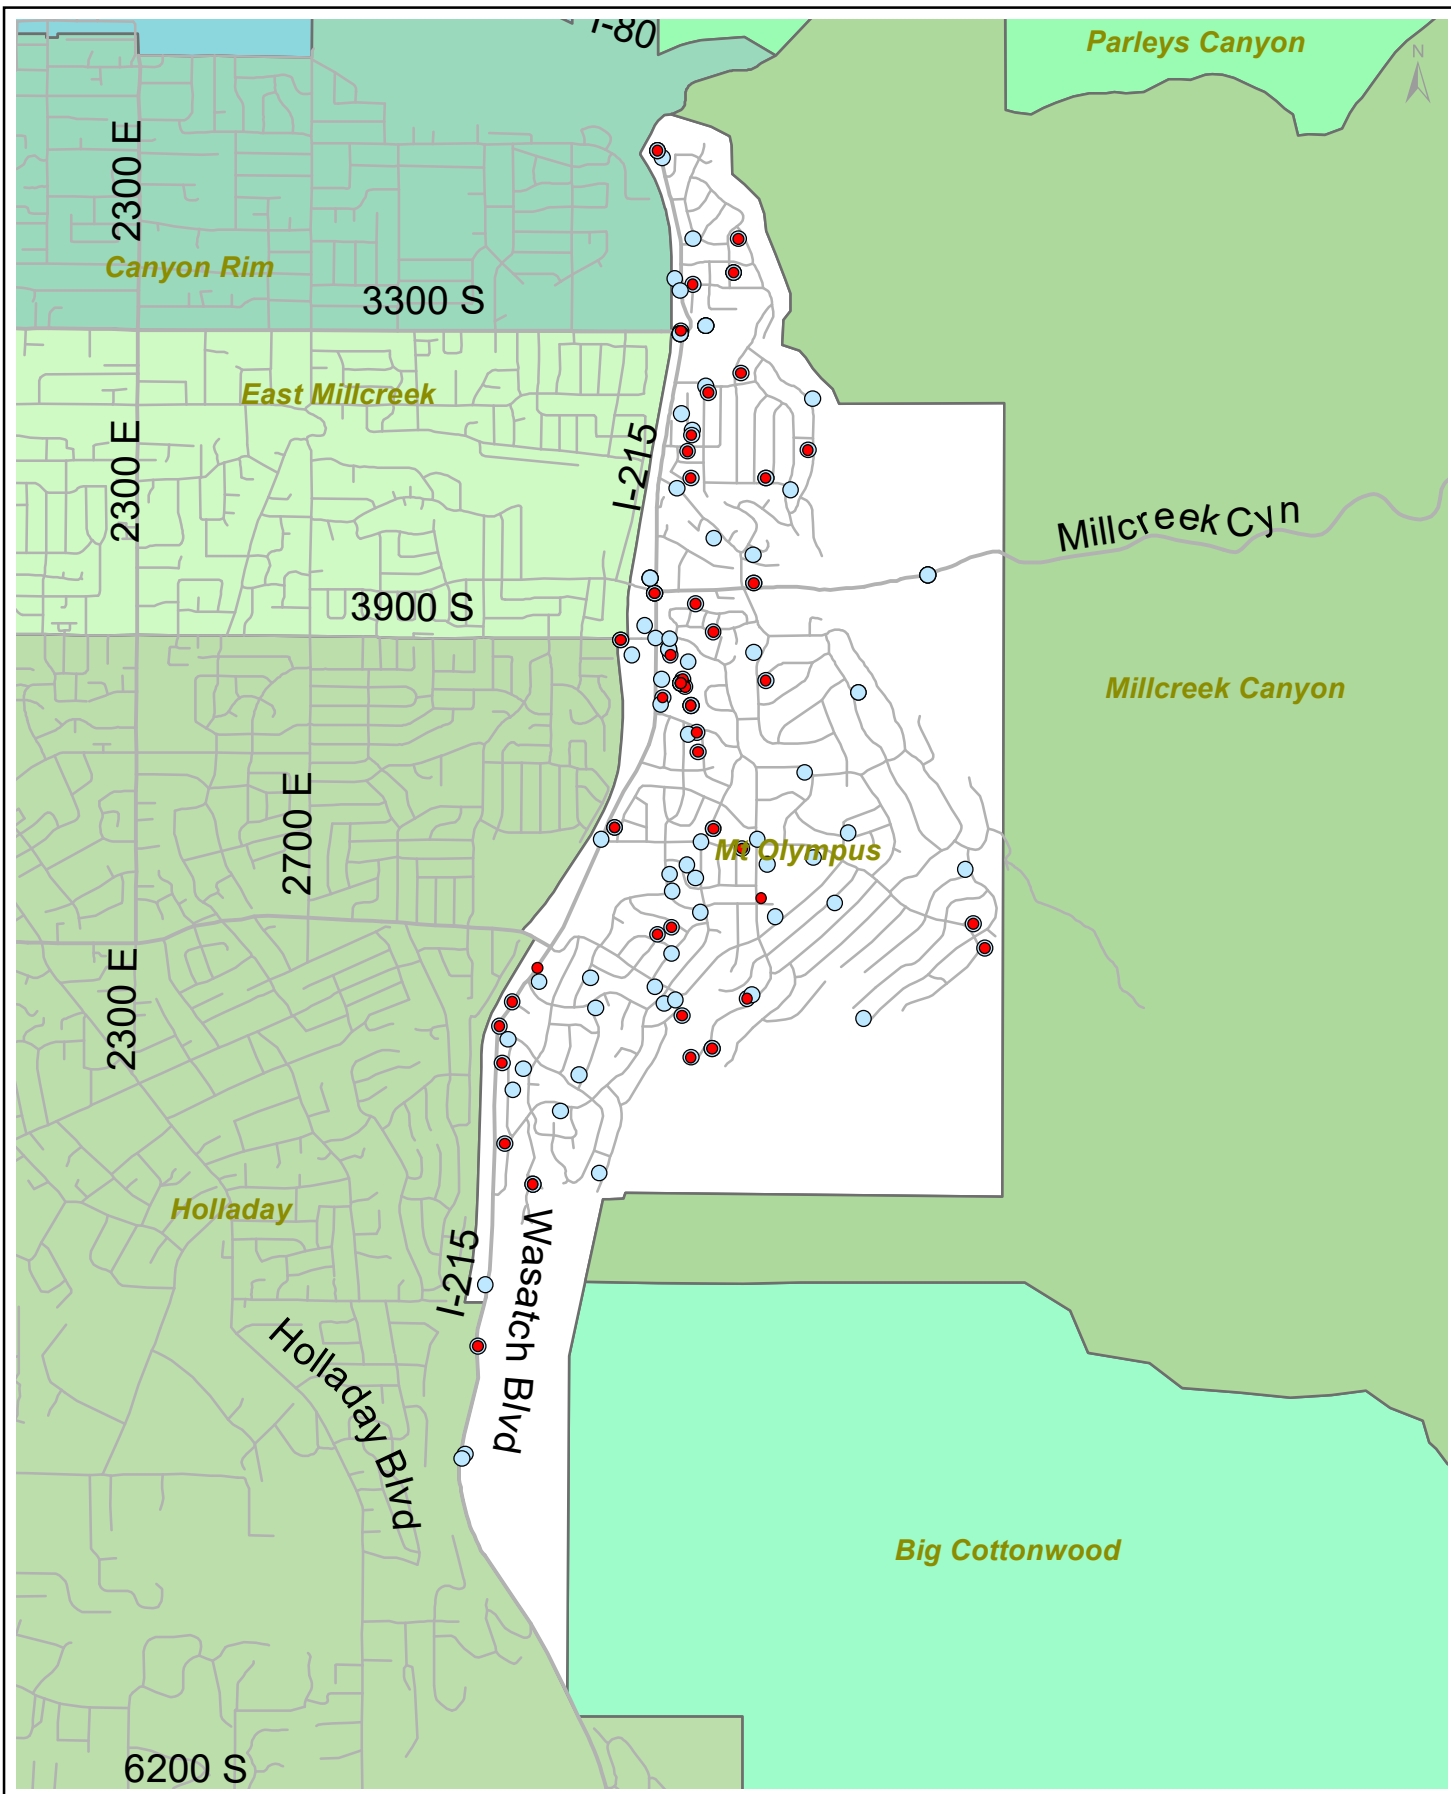 I-80
Parleys Canyon
N
2300 E
Canyon Rim
3300 S
East Millcreek
2300 E
I-215
Millcreek Cyn
3900 S
Millcreek Canyon
2700 E
Mt Olympus
2300 E
Holladay
I-215
Wasatch Blvd
Holladay Blvd
Big Cottonwood
6200 S